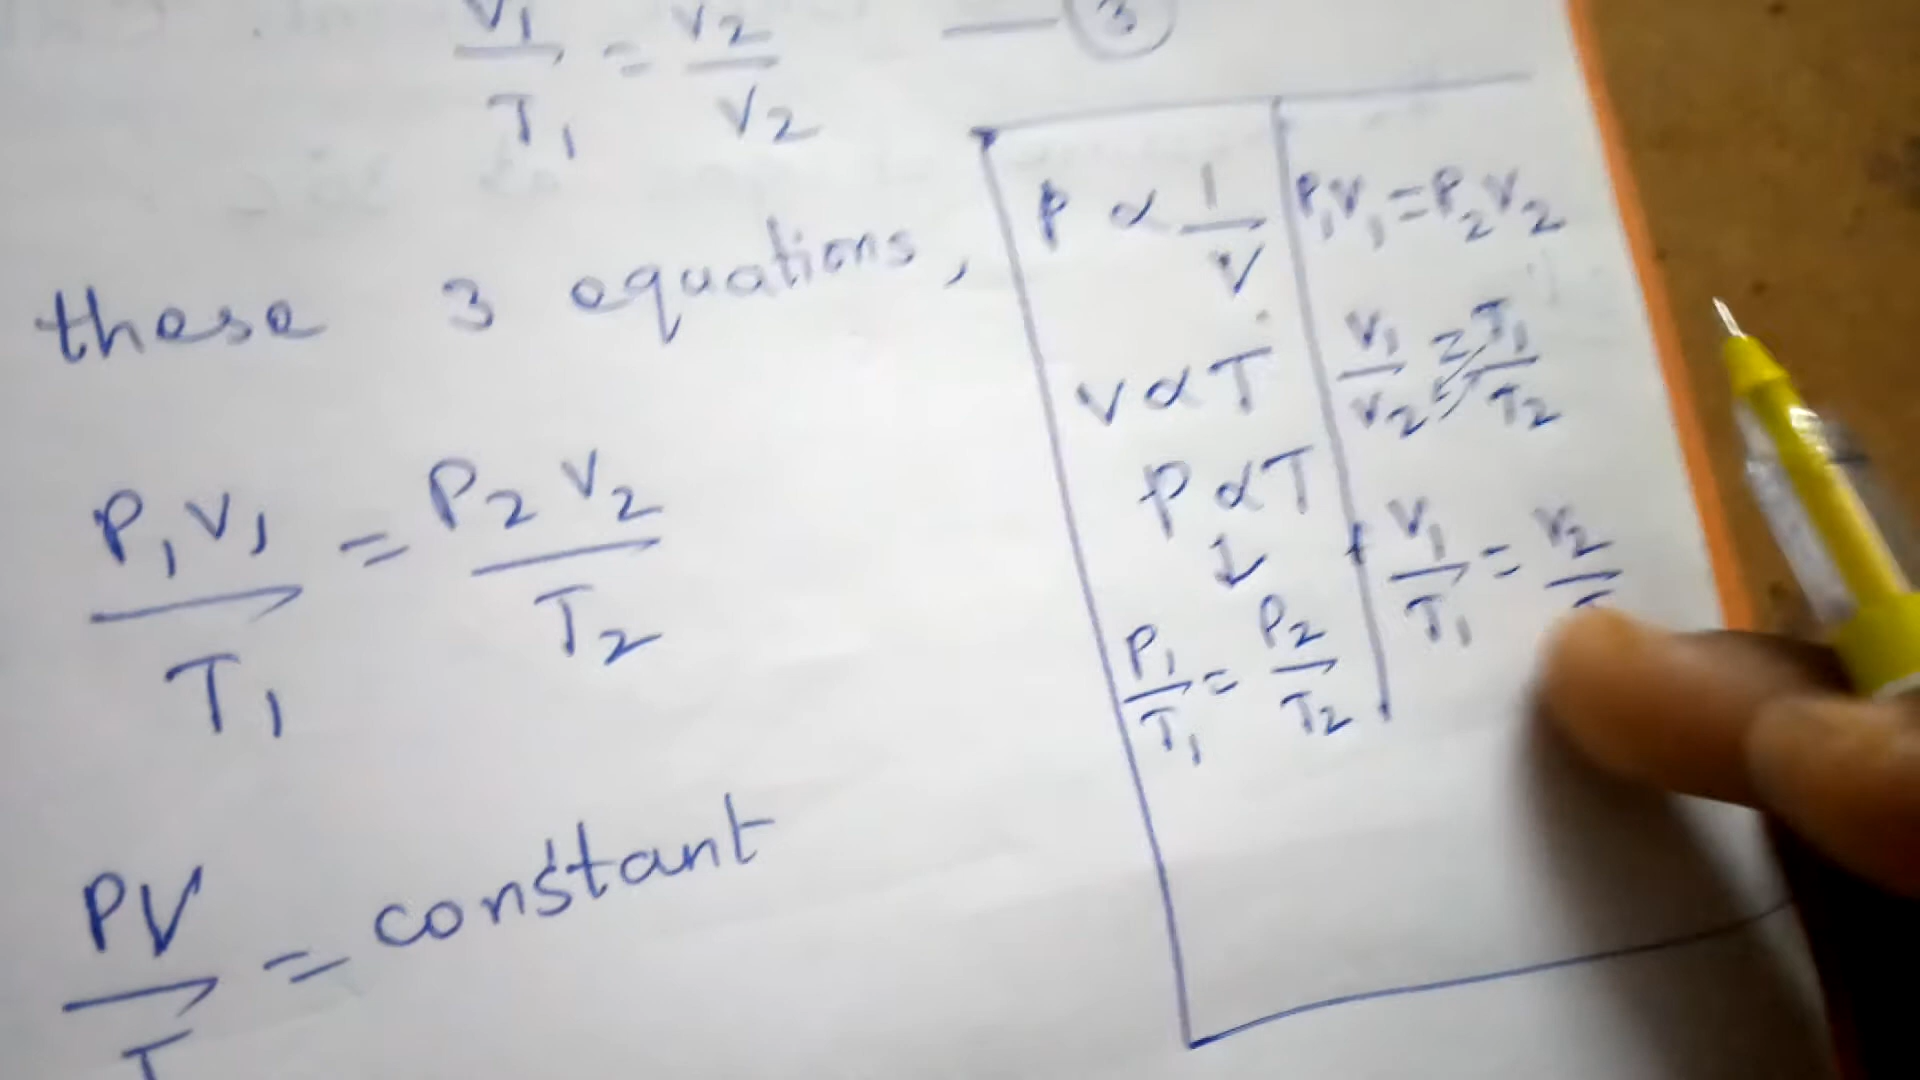 V1/T1 = V2/V2 — 3
these 3 equations,
P1V1/T1 = P2V2/T2
PV/T = constant
P ∝ 1/V
V ∝ T
P ∝ T
↓
P1/T1 = P2/T2
P1V1 = P2V2
V1/V2 = T1/T2
V1/T1 = V2/T